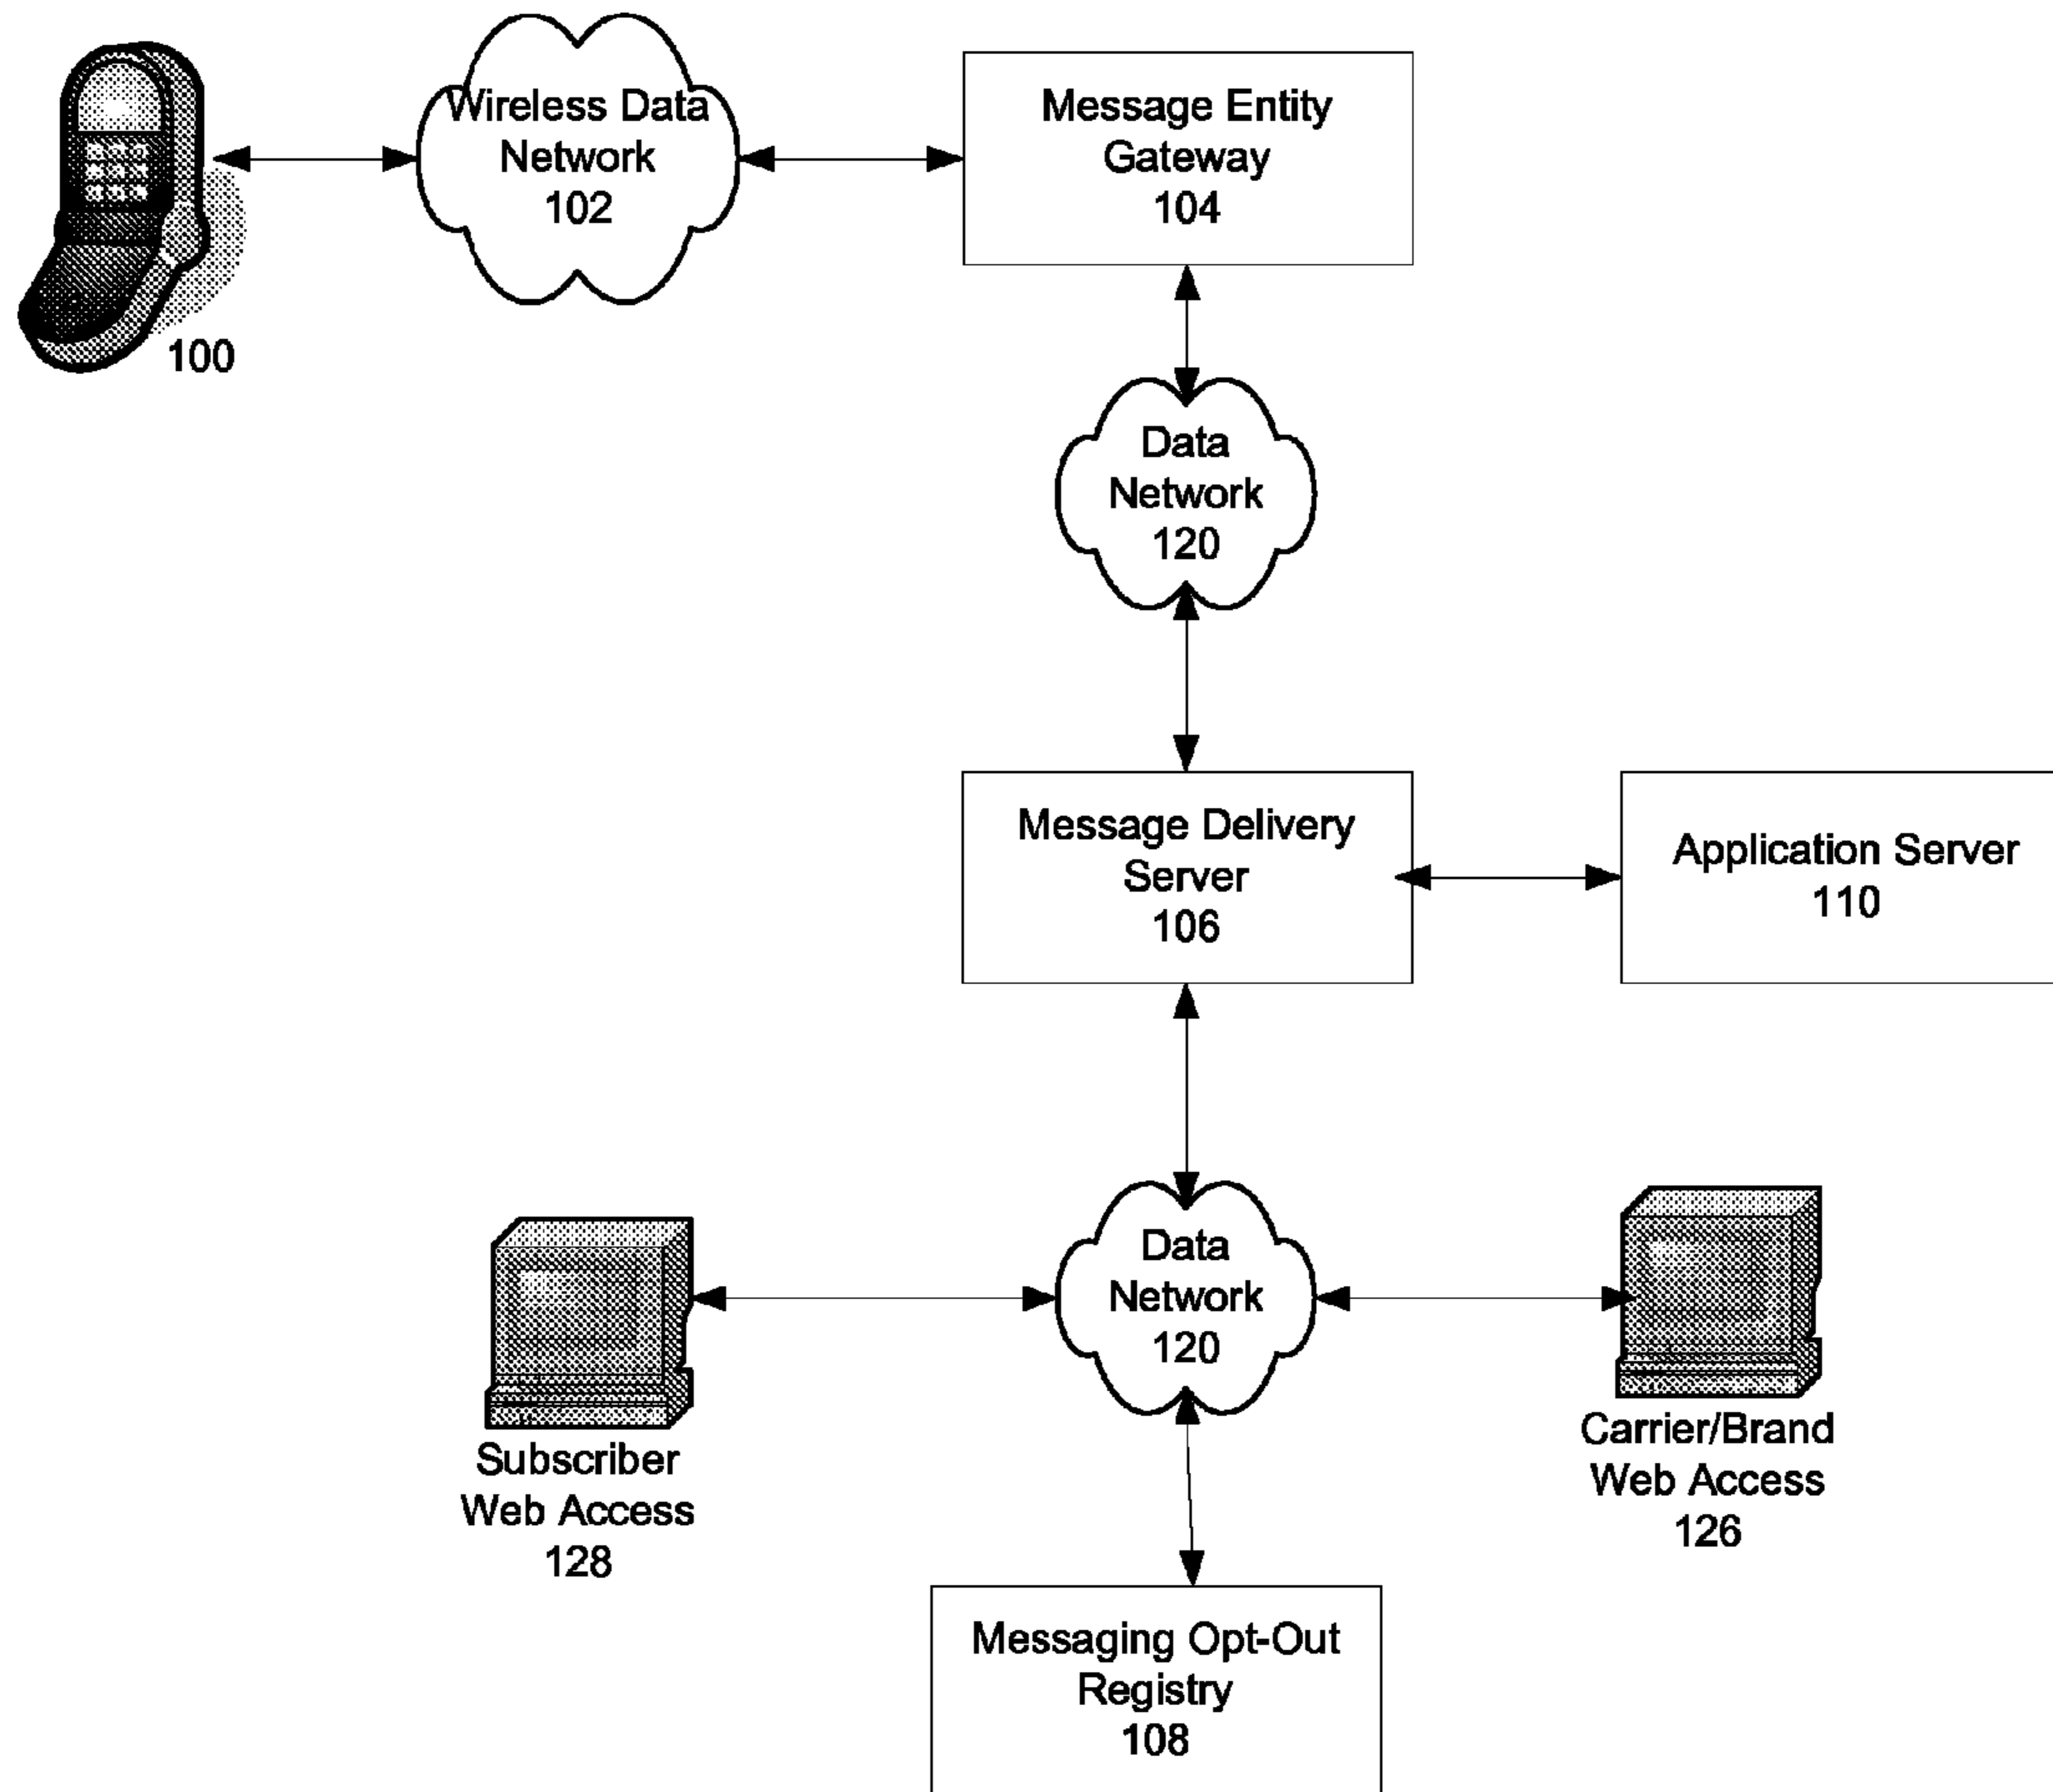 Wireless Data
Network
102
Message Entity
Gateway
104
100
Data
Network
120
Message Delivery
Server
106
Application Server
110
Data
Network
120
Subscriber
Web Access
128
Carrier/Brand
Web Access
126
Messaging Opt-Out
Registry
108